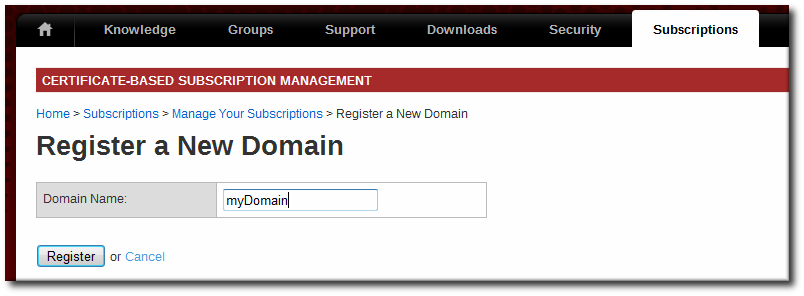 Knowledge Groups Support Downloads Security Subscriptions
CERTIFICATE-BASED SUBSCRIPTION MANAGEMENT
Home > Subscriptions > Manage Your Subscriptions > Register a New Domain
Register a New Domain
Domain Name: myDomain
Register or Cancel